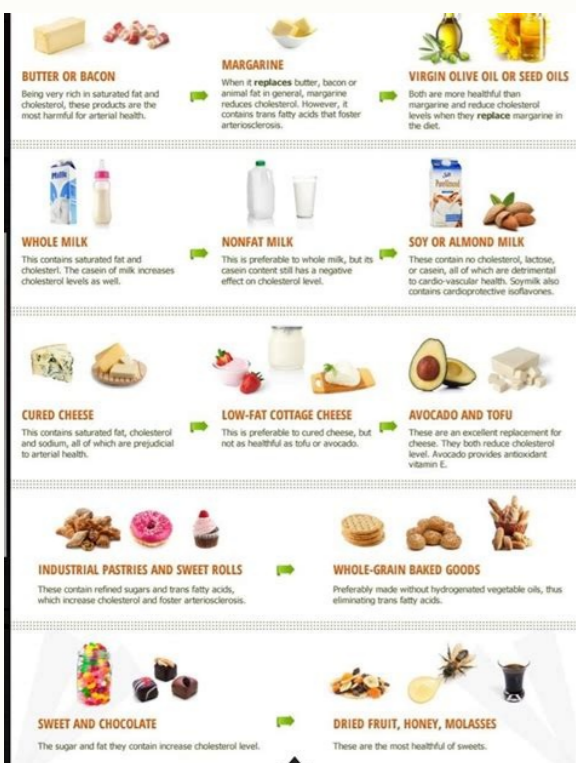 BUTTER OR BACON
Being very rich in saturated fat and
cholesterol, these products are the
most harmful for arterial health.
MARGARINE
When it replaces butter, bacon or
animal fat in general, margarine
reduces cholesterol. However, it
contains trans fatty acids that foster
arteriosclerosis.
VIRGIN OLIVE OIL OR SEED OILS
Both are more healthful than
margarine and reduce cholesterol
levels when they replace margarine in
the diet.
Milk
WHOLE MILK
This contains saturated fat and
cholesterl. The casein of milk increases
cholesterol levels as well.
NONFAT MILK
This is preferable to whole milk, but its
casein content still has a negative
effect on cholesterol level.
Silk
PureAlmond
SOY OR ALMOND MILK
These contain no cholesterol, lactose,
or casein, all of which are detrimental
to cardio-vascular health. Soymilk also
contains cardioprotective isoflavones.
CURED CHEESE
This contains saturated fat, cholesterol
and sodium, all of which are prejudicial
to arterial health.
LOW-FAT COTTAGE CHEESE
This is preferable to cured cheese, but
not as healthful as tofu or avocado.
AVOCADO AND TOFU
These are an excellent replacement for
cheese. They both reduce cholesterol
level. Avocado provides antioxidant
vitamin E.
INDUSTRIAL PASTRIES AND SWEET ROLLS
These contain refined sugars and trans fatty acids,
which increase cholesterol and foster arteriosclerosis.
WHOLE-GRAIN BAKED GOODS
Preferably made without hydrogenated vegetable oils, thus
eliminating trans fatty acids.
SWEET AND CHOCOLATE
The sugar and fat they contain increase cholesterol level.
DRIED FRUIT, HONEY, MOLASSES
These are the most healthful of sweets.